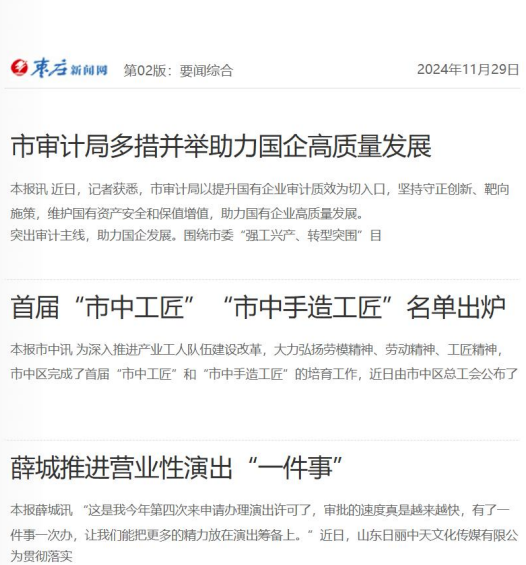 枣庄新闻网 第02版：要闻综合 2024年11月29日
市审计局多措并举助力国企高质量发展
本报讯 近日，记者获悉，市审计局以提升国有企业审计质效为切入口，坚持守正创新、靶向
施策，维护国有资产安全和保值增值，助力国有企业高质量发展。
突出审计主线，助力国企发展。围绕市委“强工兴产、转型突围”目
首届“市中工匠”“市中手造工匠”名单出炉
本报市中讯 为深入推进产业工人队伍建设改革，大力弘扬劳模精神、劳动精神、工匠精神，
市中区完成了首届“市中工匠”和“市中手造工匠”的培育工作，近日由市中区总工会公布了
薛城推进营业性演出“一件事”
本报薛城讯 “这是我今年第四次来申请办理演出许可了，审批的速度真是越来越快，有了一
件事一次办，让我们能把更多的精力放在演出筹备上。”近日，山东日丽中天文化传媒有限公
为贯彻落实